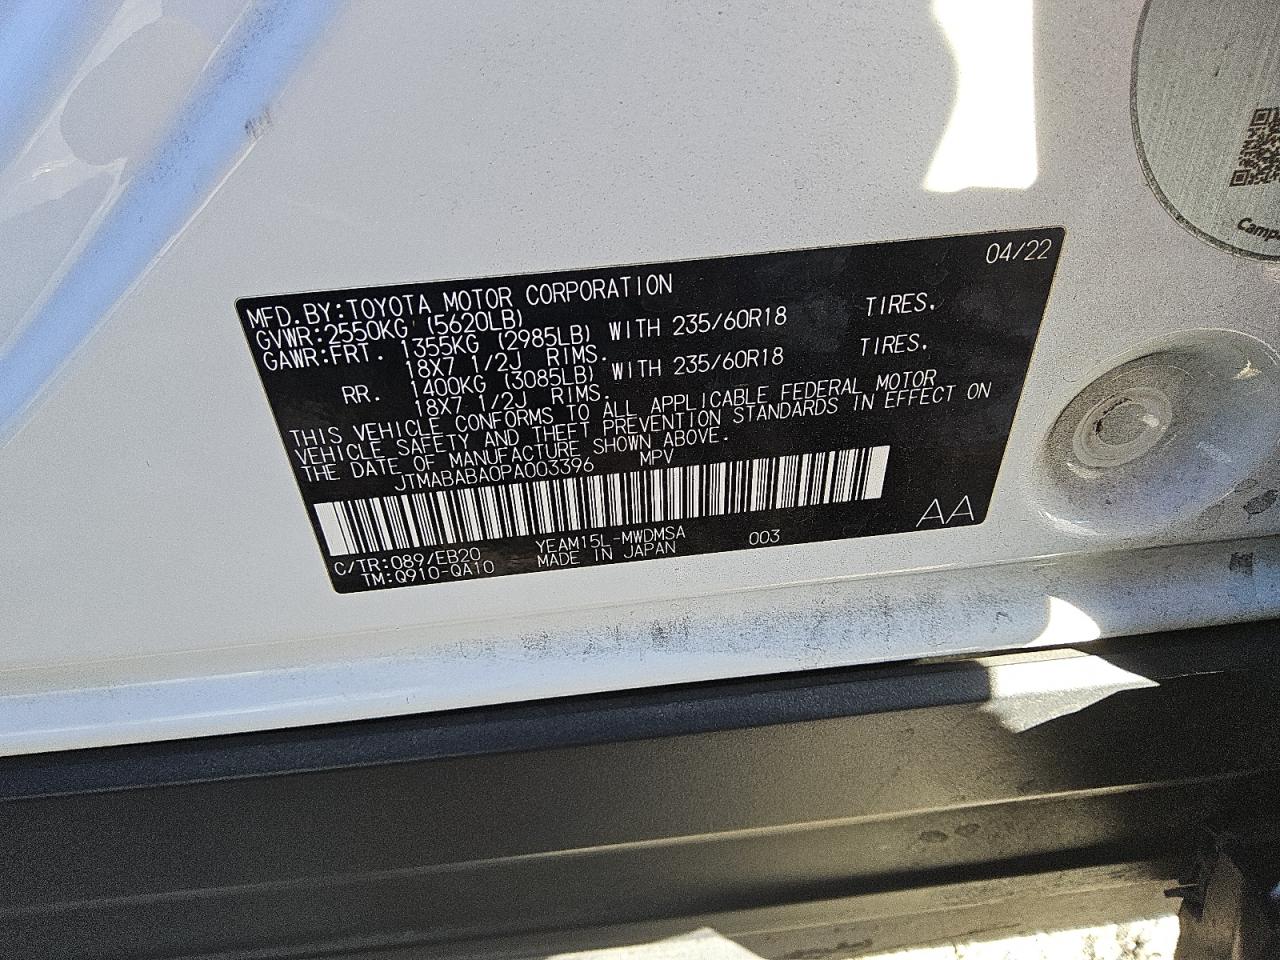 04/22
MFD.BY:TOYOTA MOTOR CORPORATION
GVWR:2550KG (5620LB)
GAWR:FRT. 1355KG (2985LB) WITH 235/60R18 TIRES.
18X7 1/2J RIMS.
RR. 1400KG (3085LB) WITH 235/60R18 TIRES.
18X7 1/2J RIMS.
THIS VEHICLE CONFORMS TO ALL APPLICABLE FEDERAL MOTOR
VEHICLE SAFETY AND THEFT PREVENTION STANDARDS IN EFFECT ON
THE DATE OF MANUFACTURE SHOWN ABOVE.
JTMABABA0PA003396 MPV
C/TR:089/EB20 YEAM15L-MWDMSA 003 AA
TM:Q910-QA10 MADE IN JAPAN